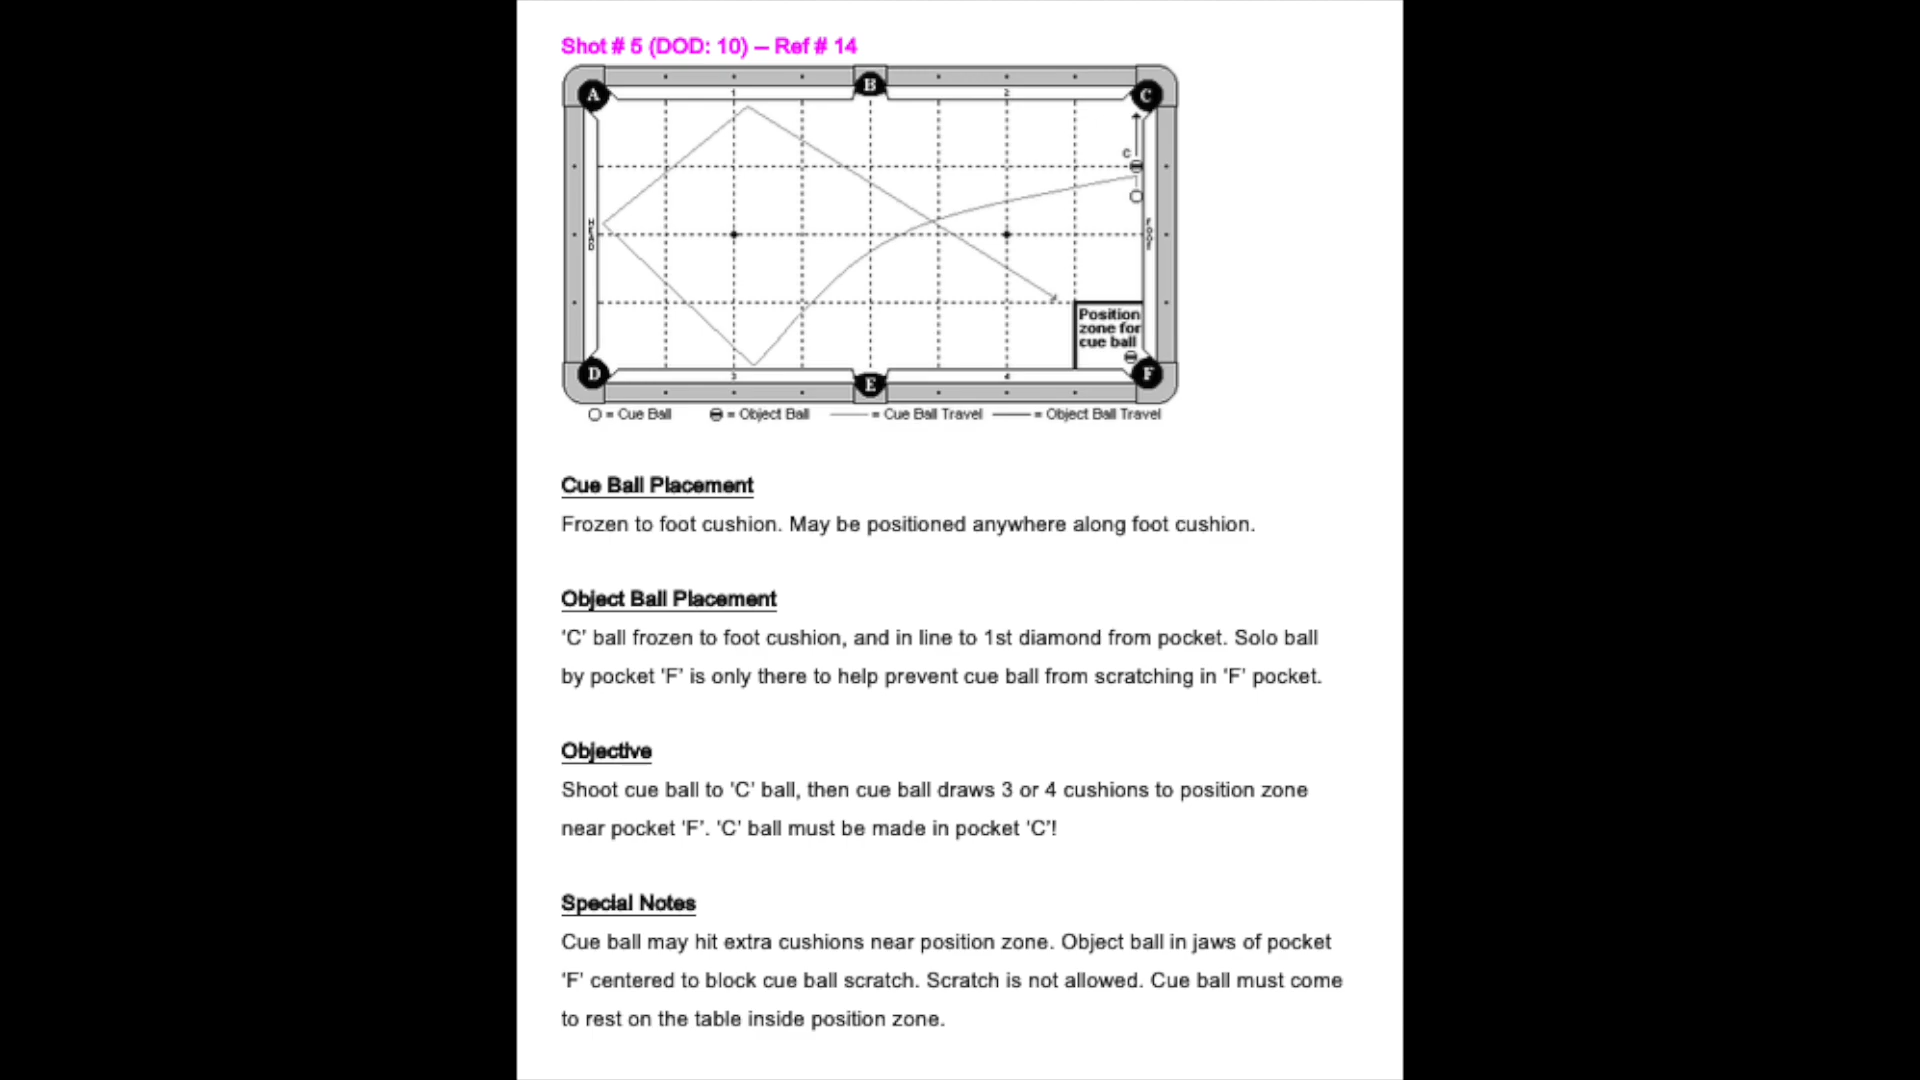 Shot # 5 (DOD: 10) – Ref # 14
A
B
C
1
2
C
HEAD
FOOT
Position
zone for
cue ball
D
E
F
3
4
= Cue Ball
= Object Ball
= Cue Ball Travel
= Object Ball Travel
Cue Ball Placement
Frozen to foot cushion. May be positioned anywhere along foot cushion.
Object Ball Placement
'C' ball frozen to foot cushion, and in line to 1st diamond from pocket. Solo ball
by pocket 'F' is only there to help prevent cue ball from scratching in 'F' pocket.
Objective
Shoot cue ball to 'C' ball, then cue ball draws 3 or 4 cushions to position zone
near pocket 'F'. 'C' ball must be made in pocket 'C'!
Special Notes
Cue ball may hit extra cushions near position zone. Object ball in jaws of pocket
'F' centered to block cue ball scratch. Scratch is not allowed. Cue ball must come
to rest on the table inside position zone.